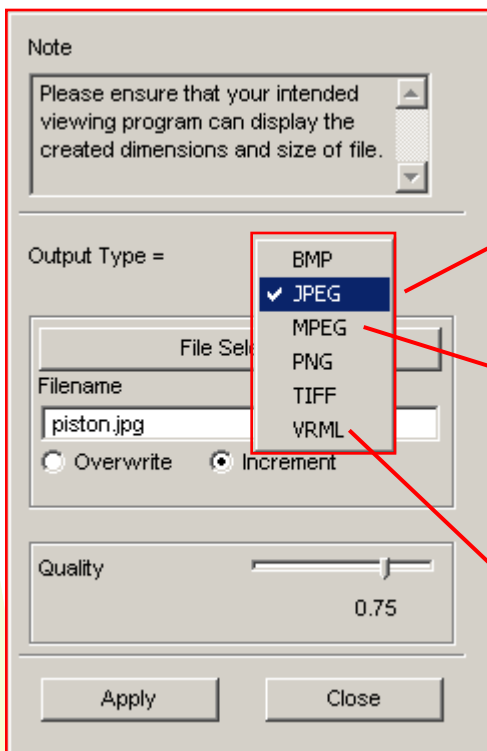 Note
Please ensure that your intended
viewing program can display the
created dimensions and size of file.
Output Type =
BMP
JPEG
MPEG
PNG
TIFF
VRML
File Sel
Filename
piston.jpg
Overwrite
Increment
Quality
0.75
Apply
Close